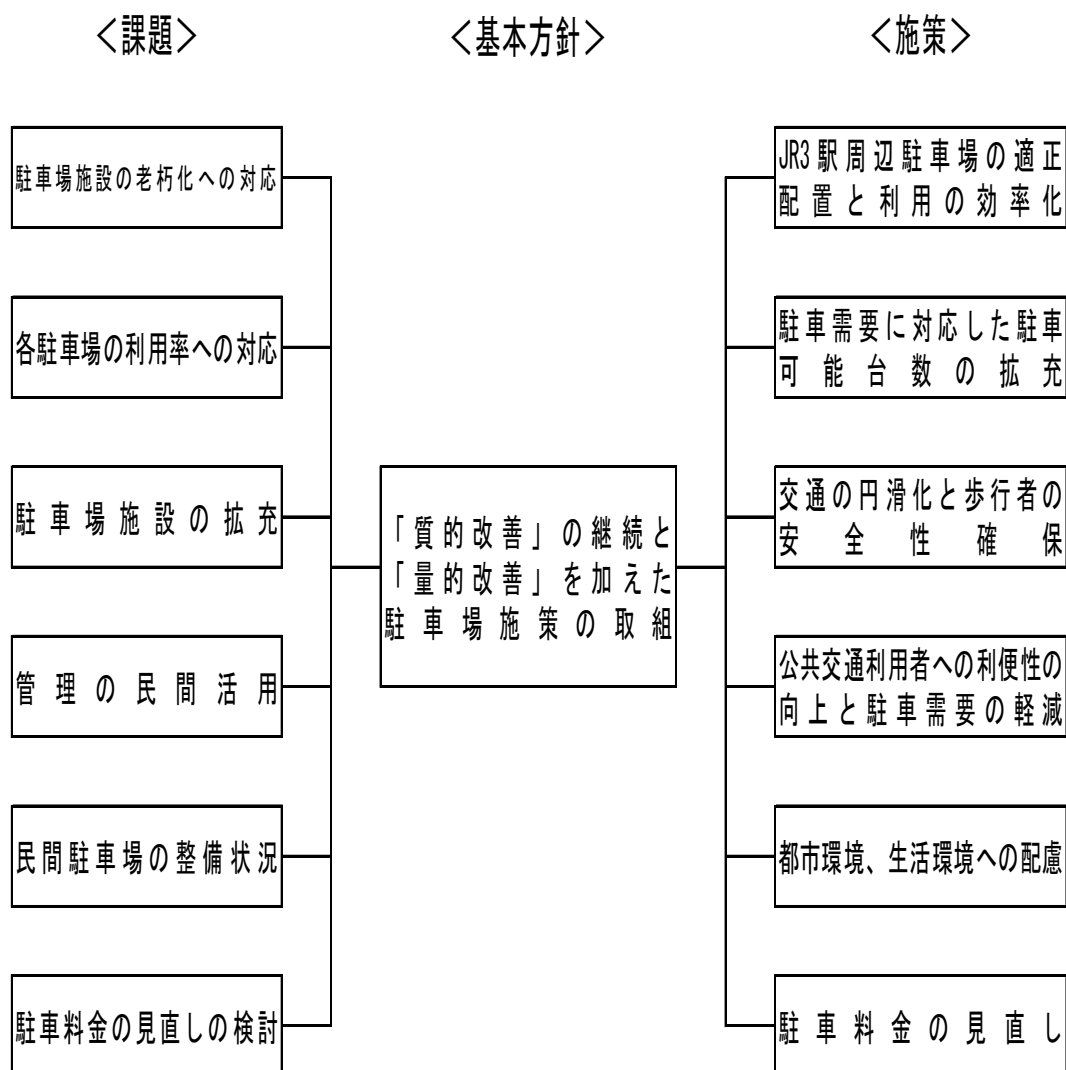 <課題>
<基本方針>
<施策>
駐車場施設の老朽化への対応
各駐車場の利用率への対応
駐車場施設の拡充
管理の民間活用
民間駐車場の整備状況
駐車料金の見直しの検討
「質的改善」の継続と
「量的改善」を加えた
駐車場施策の取組
JR3駅周辺駐車場の適正
配置と利用の効率化
駐車需要に対応した駐車
可能台数の拡充
交通の円滑化と歩行者の
安全性確保
公共交通利用者への利便性の
向上と駐車需要の軽減
都市環境、生活環境への配慮
駐車料金の見直し